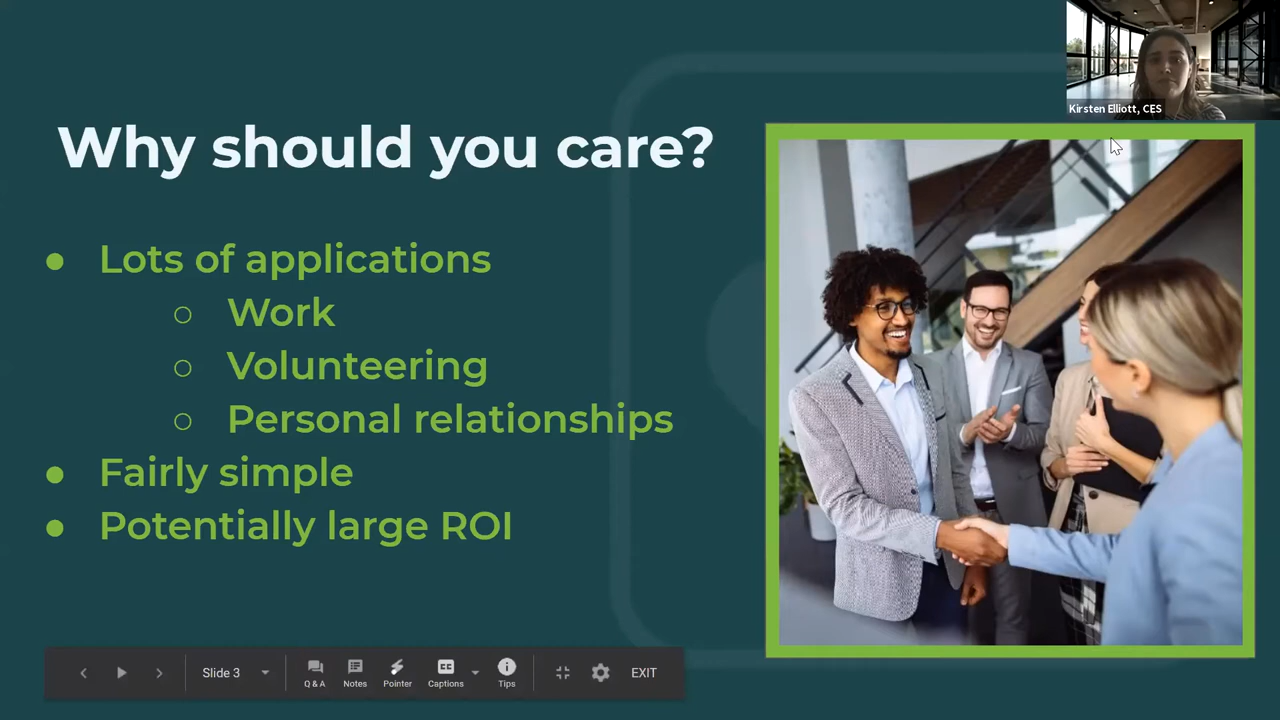 Kirsten Elliott, CES
Why should you care?
● Lots of applications
○ Work
○ Volunteering
○ Personal relationships
● Fairly simple
● Potentially large ROI
Slide 3
Q & A
Notes
Pointer
CC
Captions
Tips
EXIT